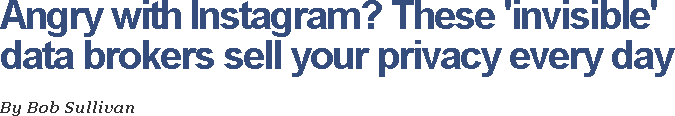 Angry with Instagram? These 'invisible'
data brokers sell your privacy every day
By Bob Sullivan